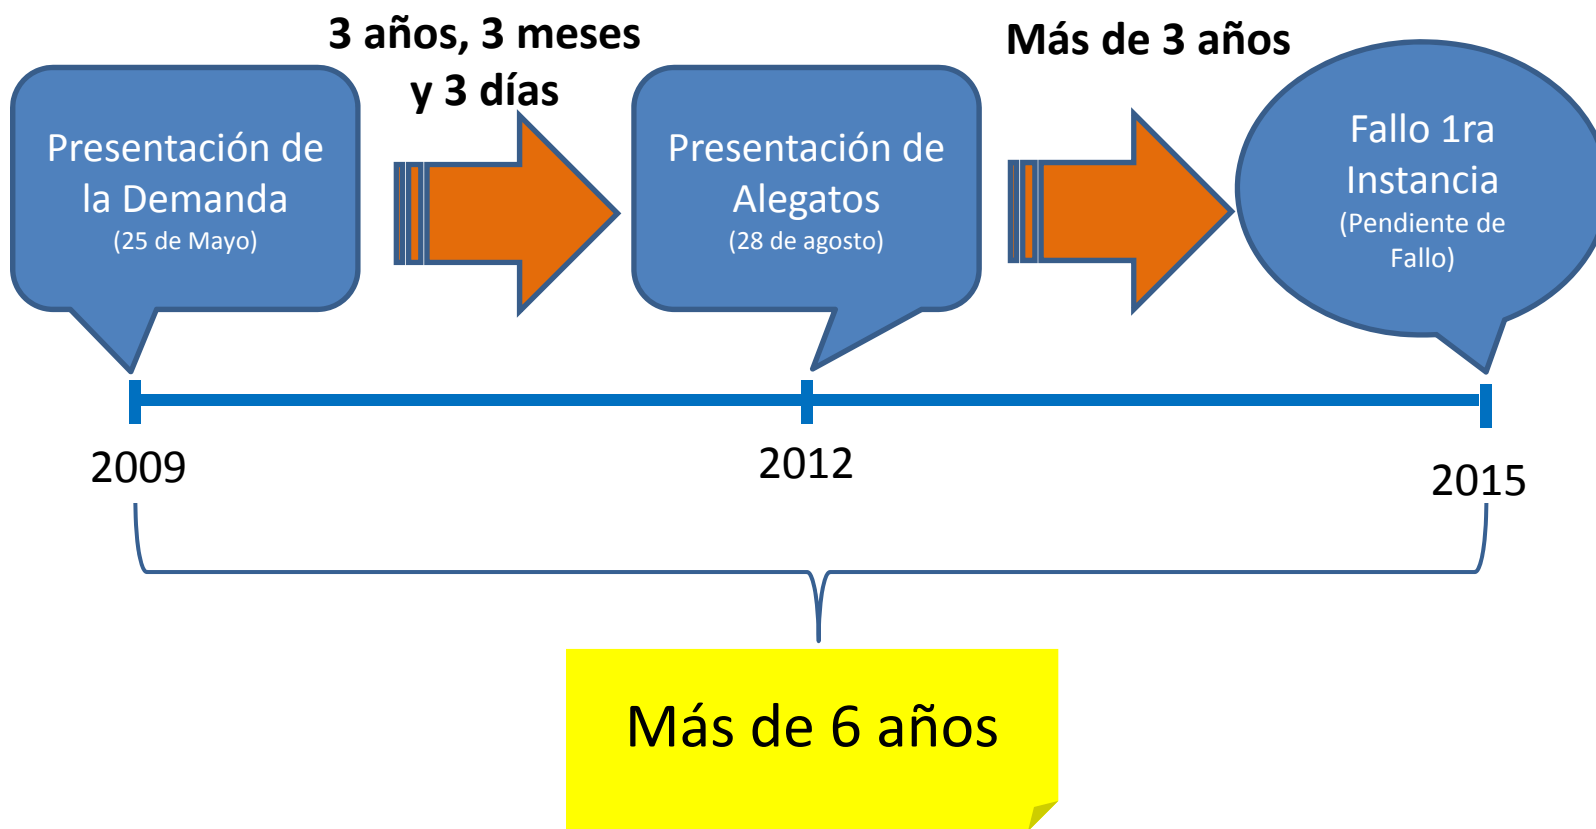 3 años, 3 meses
y 3 días
Más de 3 años
Presentación de
la Demanda
(25 de Mayo)
Presentación de
Alegatos
(28 de agosto)
Fallo 1ra
Instancia
(Pendiente de
Fallo)
2009
2012
2015
Más de 6 años